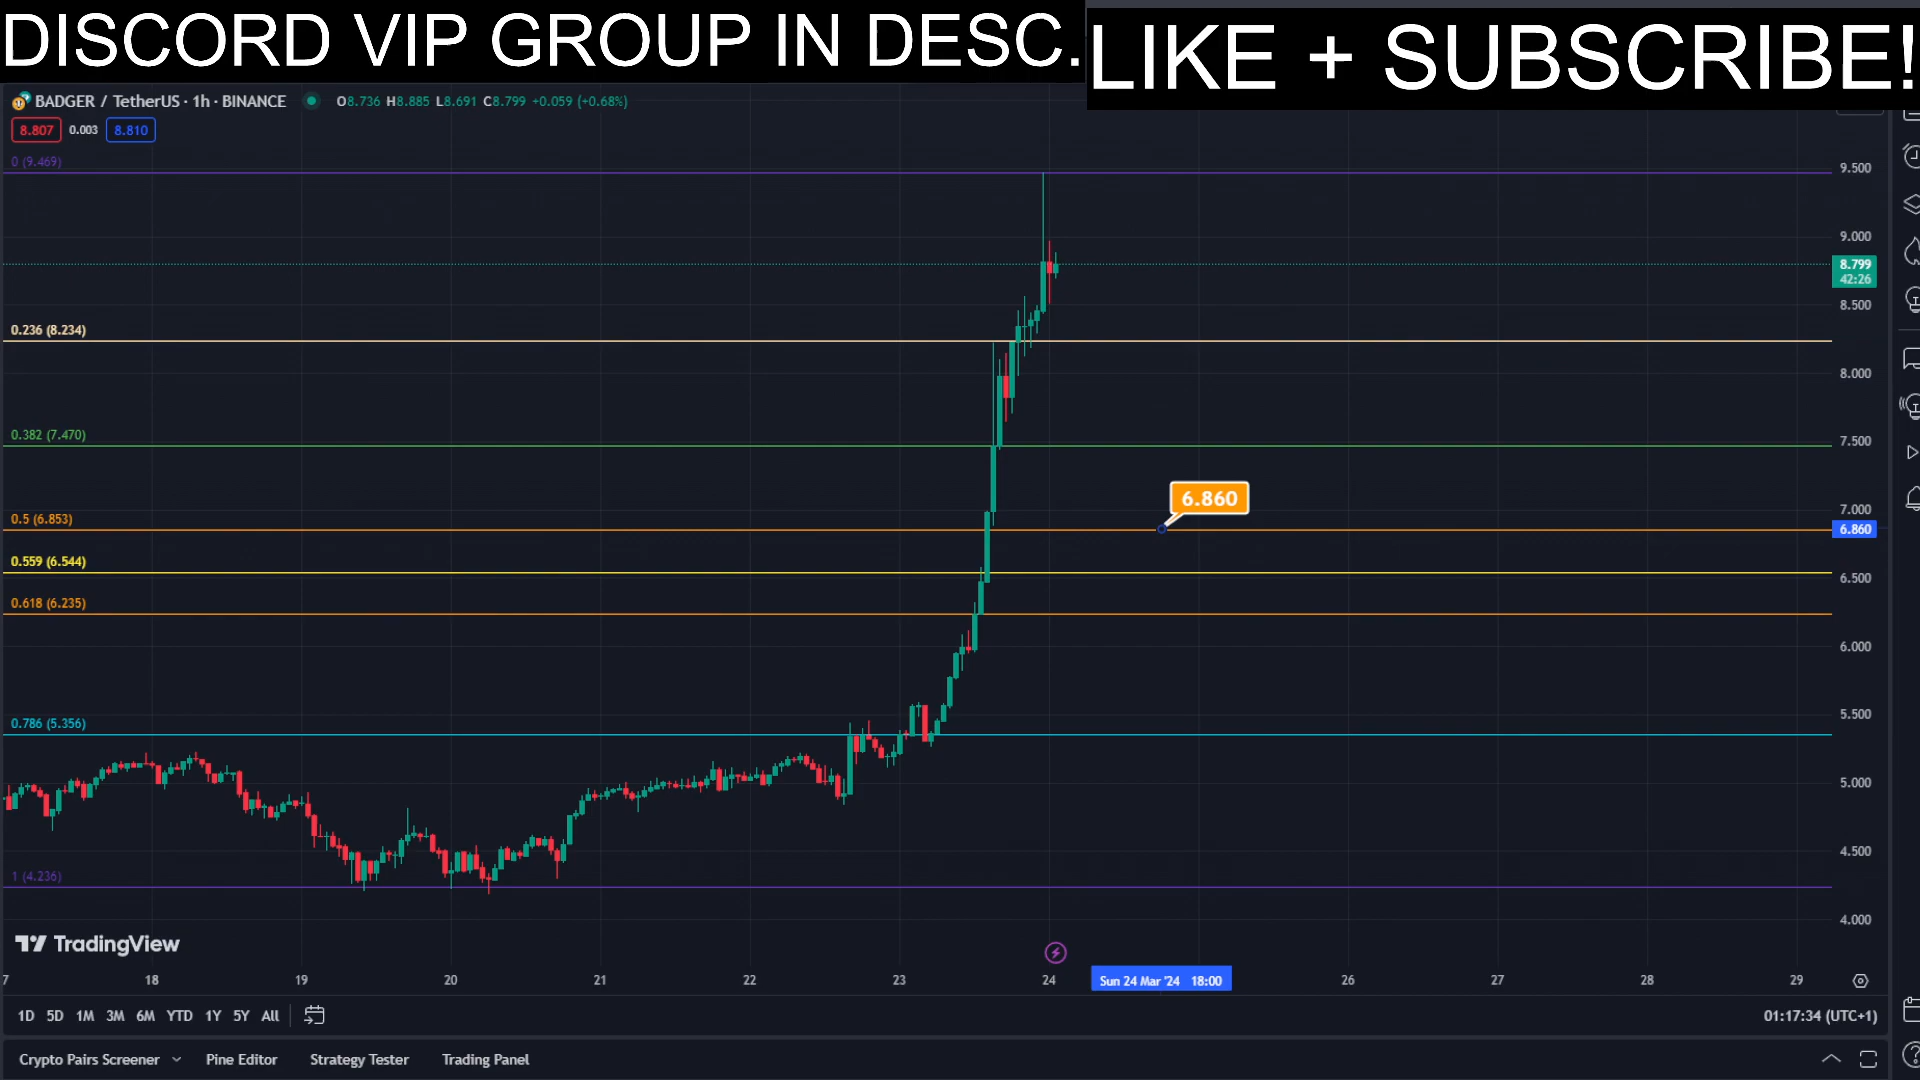 DISCORD VIP GROUP IN DESC.
LIKE + SUBSCRIBE!
BADGER / TetherUS · 1h · BINANCE O8.736 H8.885 L8.691 C8.799 +0.059 (+0.68%)
8.807 0.003 8.810
0 (9.469)
9.500
9.000
8.799
42:26
8.500
0.236 (8.234)
8.000
0.382 (7.470)
7.500
6.860
7.000
0.5 (6.853)
6.860
0.559 (6.544)
6.500
0.618 (6.235)
6.000
5.500
0.786 (5.356)
5.000
4.500
1 (4.236)
4.000
TradingView
7 18 19 20 21 22 23 24 Sun 24 Mar '24 18:00 26 27 28 29
1D 5D 1M 3M 6M YTD 1Y 5Y All
01:17:34 (UTC+1)
Crypto Pairs Screener Pine Editor Strategy Tester Trading Panel